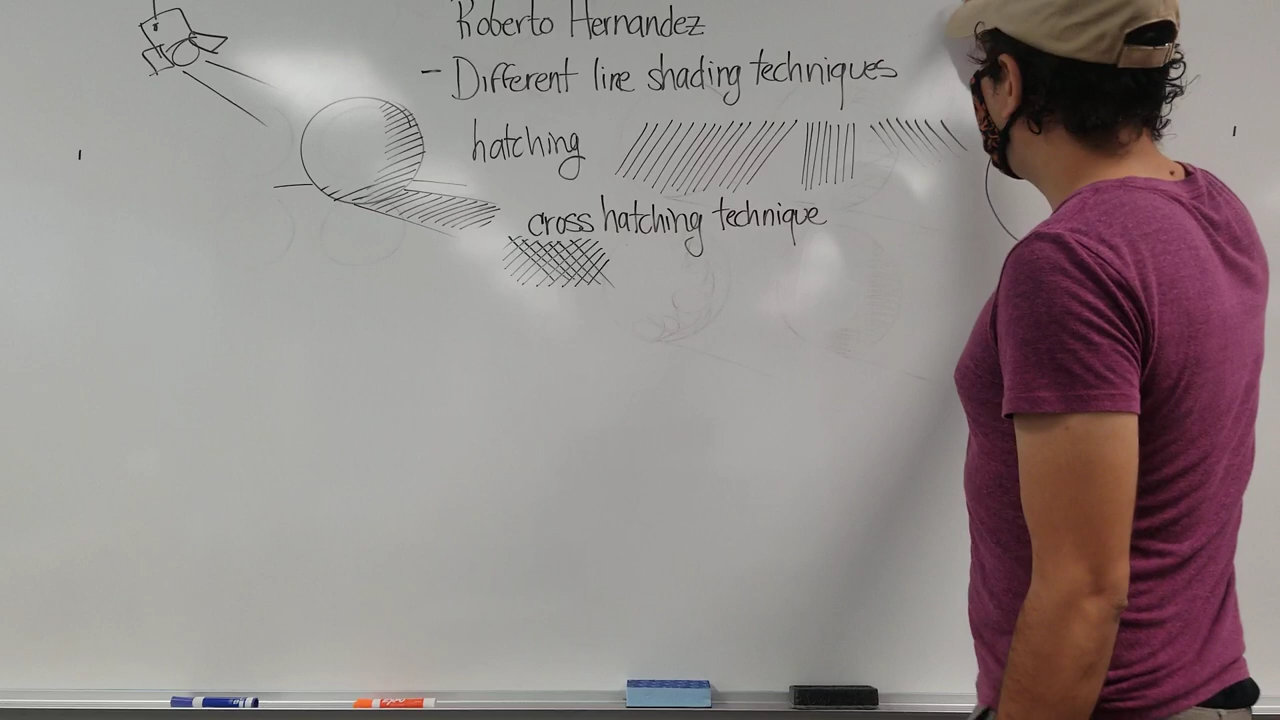 Roberto Hernandez
- Different line shading techniques
hatching
cross hatching technique